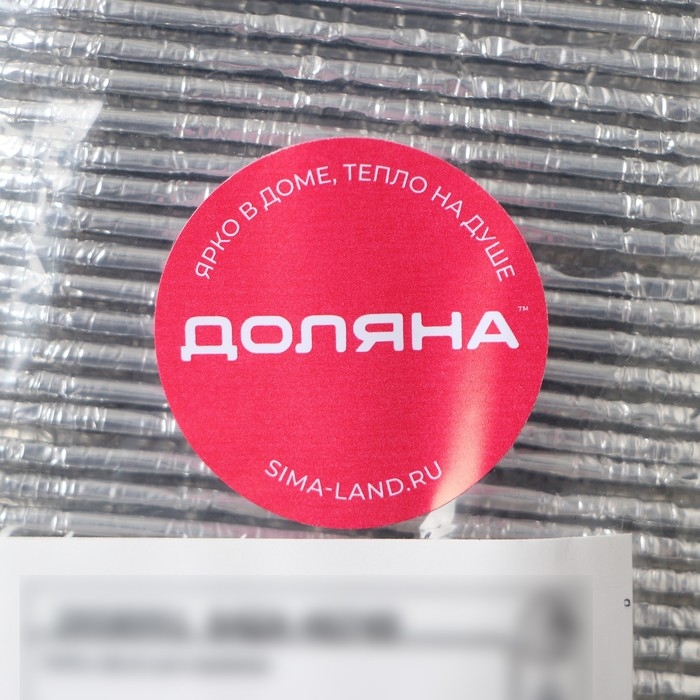 ЯРКО В ДОМЕ, ТЕПЛО НА ДУШЕ
ДОЛЯНА™
SIMA-LAND.RU